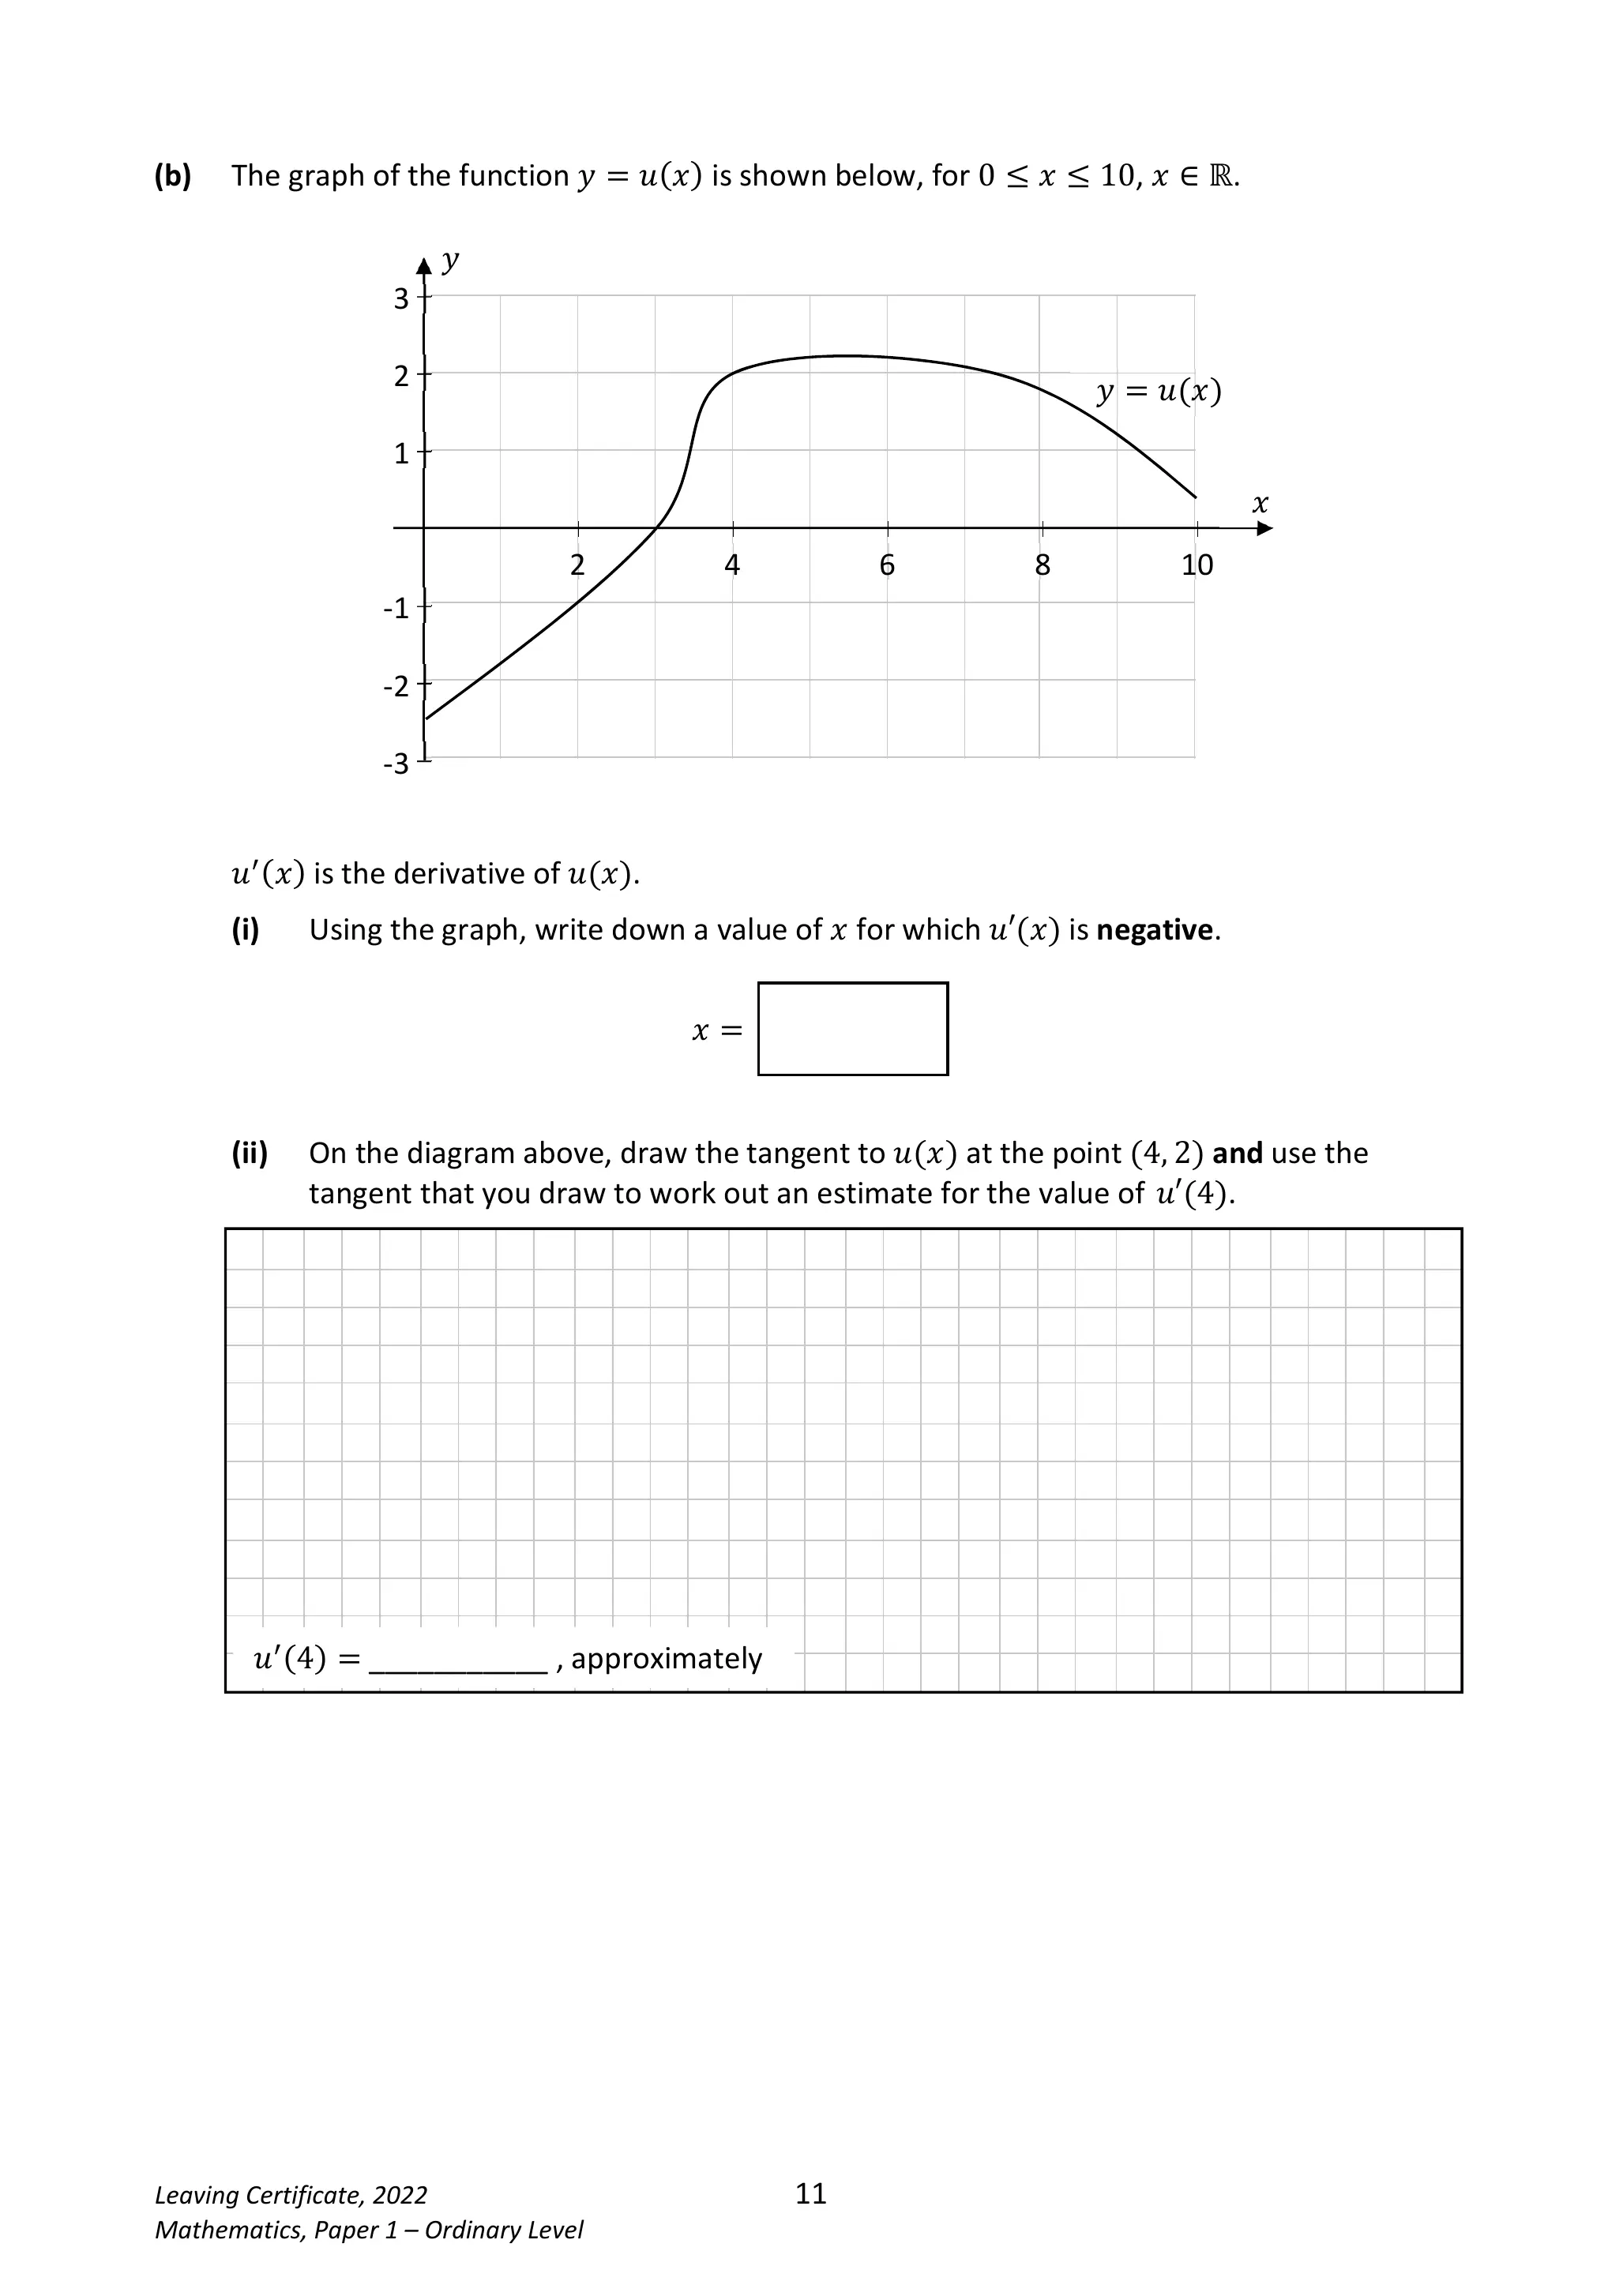 (b) The graph of the function y = u(x) is shown below, for 0 ≤ x ≤ 10, x ∈ ℝ.
y
3
2
y = u(x)
1
x
2 4 6 8 10
-1
-2
-3
u′(x) is the derivative of u(x).
(i) Using the graph, write down a value of x for which u′(x) is negative.
x =
(ii) On the diagram above, draw the tangent to u(x) at the point (4, 2) and use the
tangent that you draw to work out an estimate for the value of u′(4).
u′(4) = ___________ , approximately
Leaving Certificate, 2022 11
Mathematics, Paper 1 – Ordinary Level